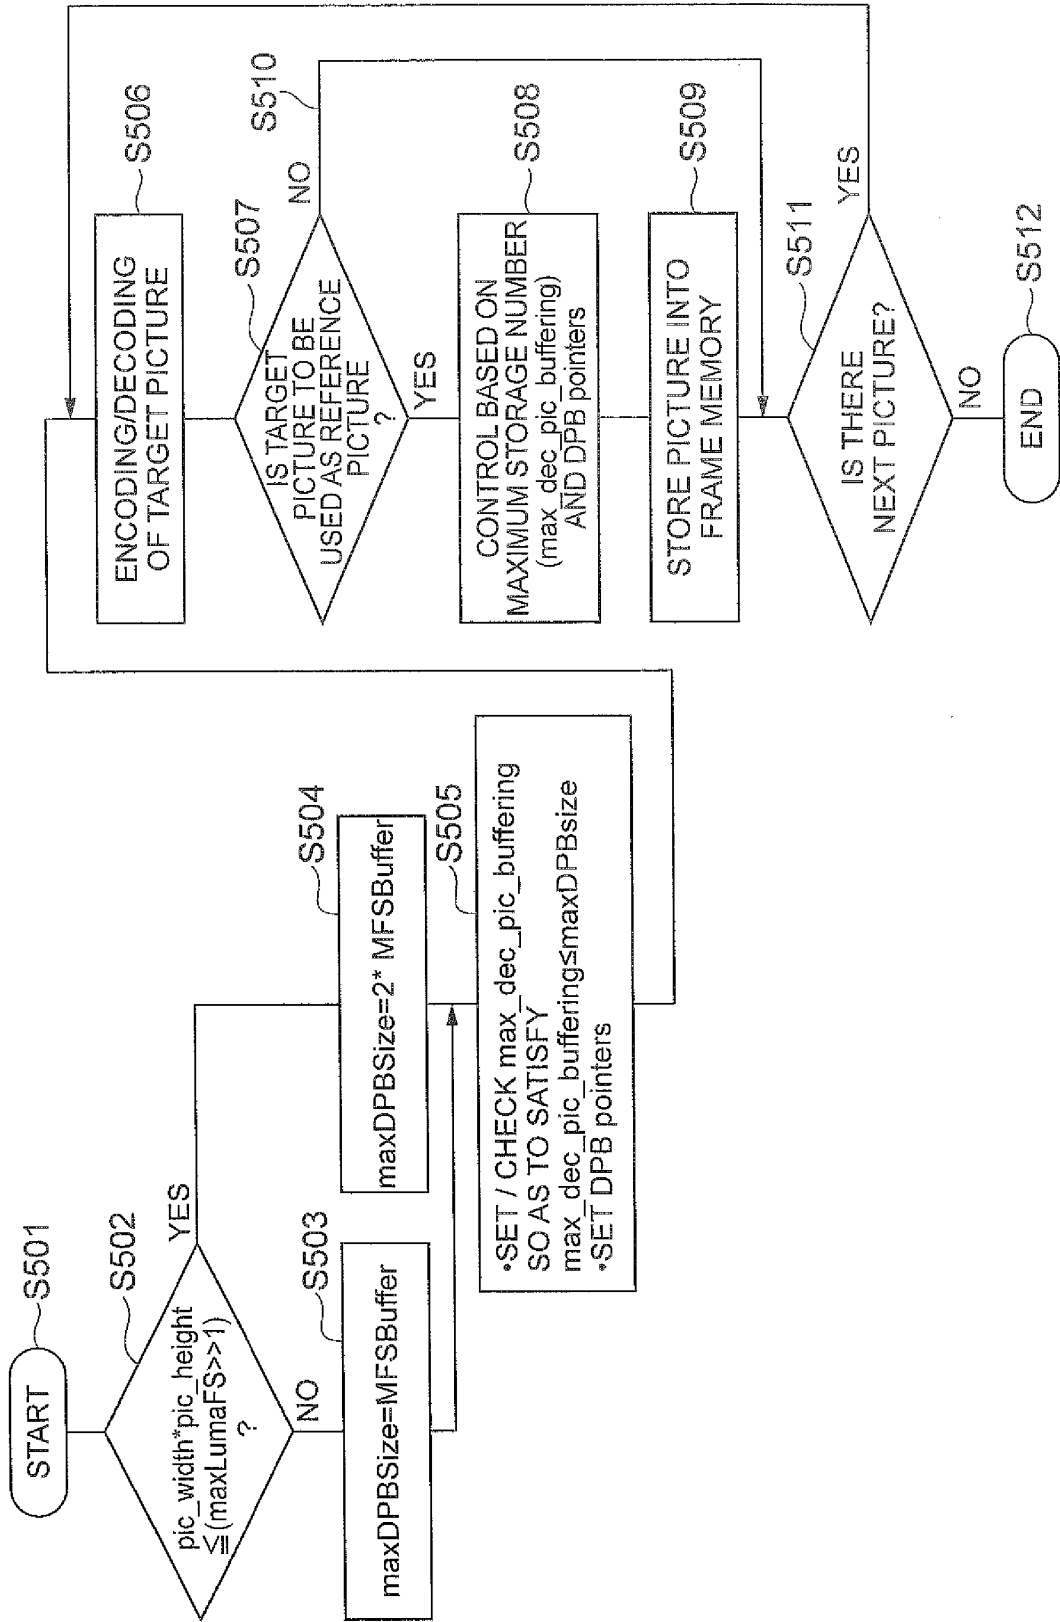 START
S501
pic_width*pic_height
≦(maxLumaFS>>1)
?
S502
YES
NO
maxDPBSize=MFSBuffer
S503
maxDPBSize=2* MFSBuffer
S504
•SET / CHECK max_dec_pic_buffering
SO AS TO SATISFY
max_dec_pic_buffering≤maxDPBsize
•SET DPB pointers
S505
ENCODING/DECODING
OF TARGET PICTURE
S506
IS TARGET
PICTURE TO BE
USED AS REFERENCE
PICTURE
?
S507
NO
S510
YES
CONTROL BASED ON
MAXIMUM STORAGE NUMBER
(max_dec_pic_buffering)
AND DPB pointers
S508
STORE PICTURE INTO
FRAME MEMORY
S509
IS THERE
NEXT PICTURE?
S511
YES
NO
END
S512